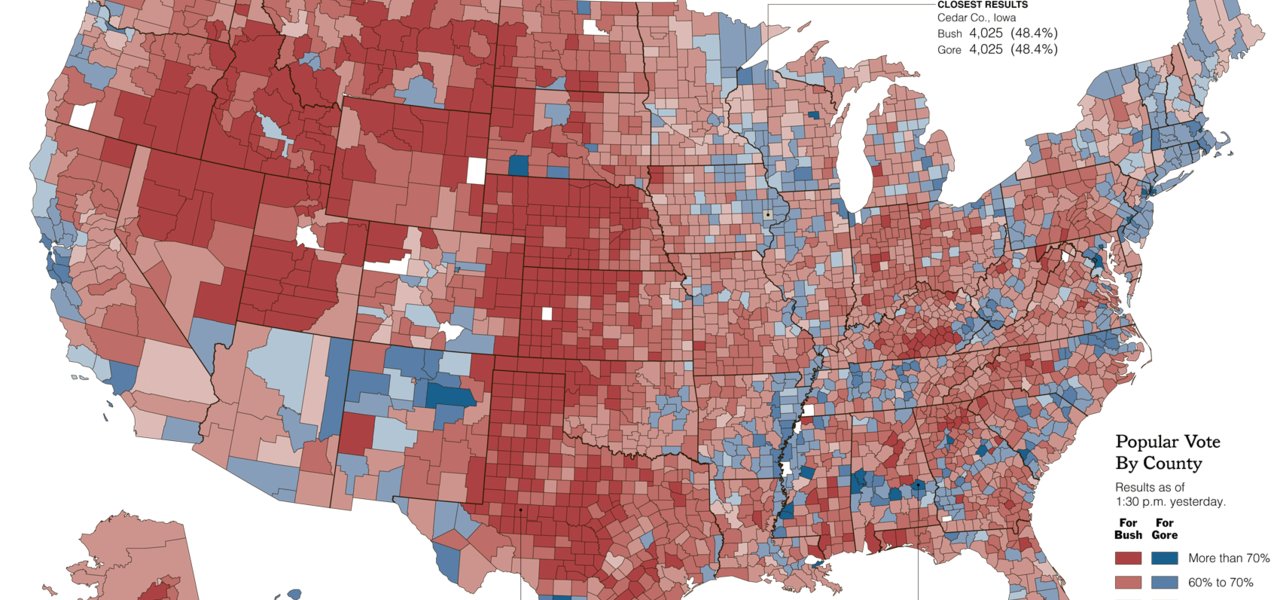 CLOSEST RESULTS
Cedar Co., Iowa
Bush 4,025 (48.4%)
Gore 4,025 (48.4%)
Popular Vote
By County
Results as of
1:30 p.m. yesterday.
For Bush
For Gore
More than 70%
60% to 70%